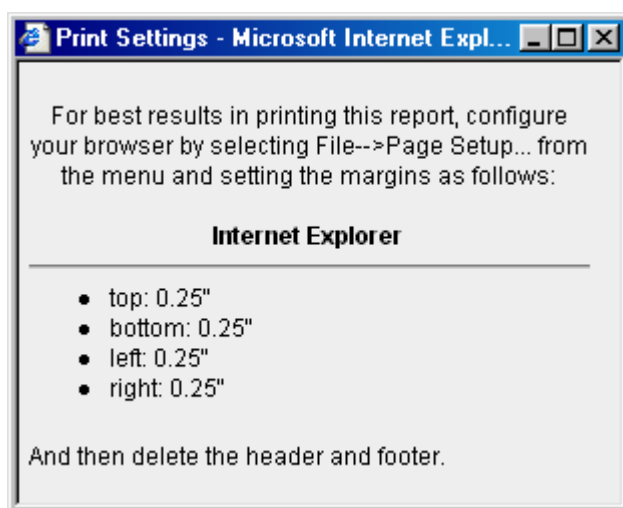 Print Settings - Microsoft Internet Expl...
For best results in printing this report, configure
your browser by selecting File-->Page Setup... from
the menu and setting the margins as follows:
Internet Explorer
• top: 0.25"
• bottom: 0.25"
• left: 0.25"
• right: 0.25"
And then delete the header and footer.